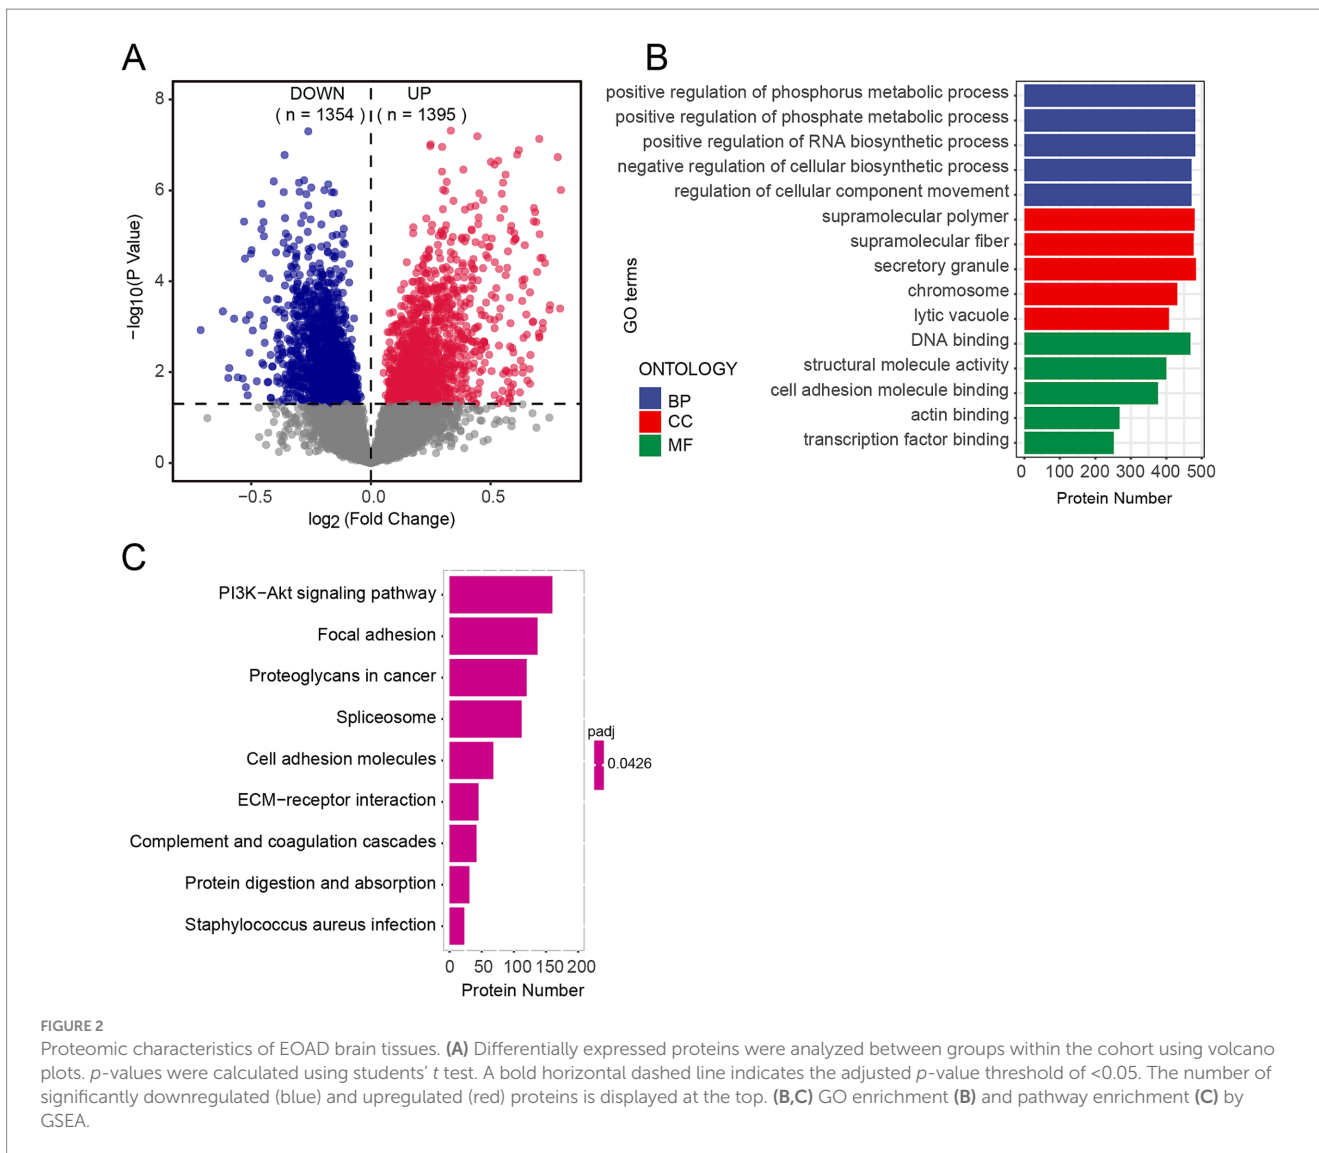 A
DOWN
UP
( n = 1354 )
( n = 1395 )
8
6
4
2
0
−log10(P Value)
−0.5
0.0
0.5
log2 (Fold Change)
B
positive regulation of phosphorus metabolic process
positive regulation of phosphate metabolic process
positive regulation of RNA biosynthetic process
negative regulation of cellular biosynthetic process
regulation of cellular component movement
supramolecular polymer
supramolecular fiber
secretory granule
chromosome
lytic vacuole
DNA binding
structural molecule activity
cell adhesion molecule binding
actin binding
transcription factor binding
GO terms
ONTOLOGY
BP
CC
MF
0 100 200 300 400 500
Protein Number
C
PI3K−Akt signaling pathway
Focal adhesion
Proteoglycans in cancer
Spliceosome
Cell adhesion molecules
ECM−receptor interaction
Complement and coagulation cascades
Protein digestion and absorption
Staphylococcus aureus infection
padj
0.0426
0 50 100 150 200
Protein Number
FIGURE 2
Proteomic characteristics of EOAD brain tissues. (A) Differentially expressed proteins were analyzed between groups within the cohort using volcano
plots. p-values were calculated using students’ t test. A bold horizontal dashed line indicates the adjusted p-value threshold of <0.05. The number of
significantly downregulated (blue) and upregulated (red) proteins is displayed at the top. (B,C) GO enrichment (B) and pathway enrichment (C) by
GSEA.